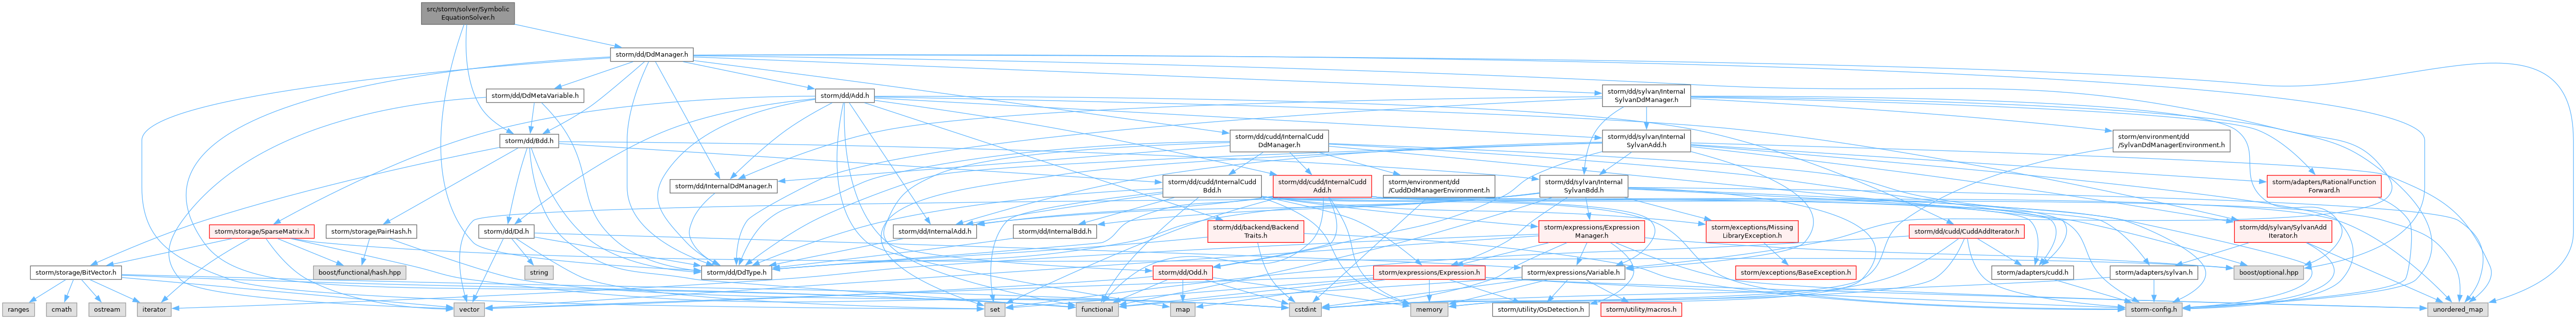 src/storm/solver/Symbolic
EquationSolver.h
storm/dd/DdManager.h
storm/dd/DdMetaVariable.h
storm/dd/Add.h
storm/dd/sylvan/Internal
SylvanDdManager.h
storm/dd/Bdd.h
storm/dd/cudd/InternalCudd
DdManager.h
storm/dd/sylvan/Internal
SylvanAdd.h
storm/environment/dd
/SylvanDdManagerEnvironment.h
storm/dd/InternalDdManager.h
storm/dd/cudd/InternalCudd
Bdd.h
storm/dd/cudd/InternalCudd
Add.h
storm/environment/dd
/CuddDdManagerEnvironment.h
storm/dd/sylvan/Internal
SylvanBdd.h
storm/adapters/RationalFunction
Forward.h
storm/storage/SparseMatrix.h
storm/storage/PairHash.h
storm/dd/Dd.h
storm/dd/InternalAdd.h
storm/dd/InternalBdd.h
storm/dd/backend/Backend
Traits.h
storm/expressions/Expression
Manager.h
storm/exceptions/Missing
LibraryException.h
storm/dd/cudd/CuddAddIterator.h
storm/dd/sylvan/SylvanAdd
Iterator.h
storm/storage/BitVector.h
boost/functional/hash.hpp
string
storm/dd/DdType.h
storm/dd/Odd.h
storm/expressions/Expression.h
storm/expressions/Variable.h
storm/exceptions/BaseException.h
storm/adapters/cudd.h
storm/adapters/sylvan.h
boost/optional.hpp
ranges
cmath
ostream
iterator
vector
set
functional
map
cstdint
memory
storm/utility/OsDetection.h
storm/utility/macros.h
storm-config.h
unordered_map